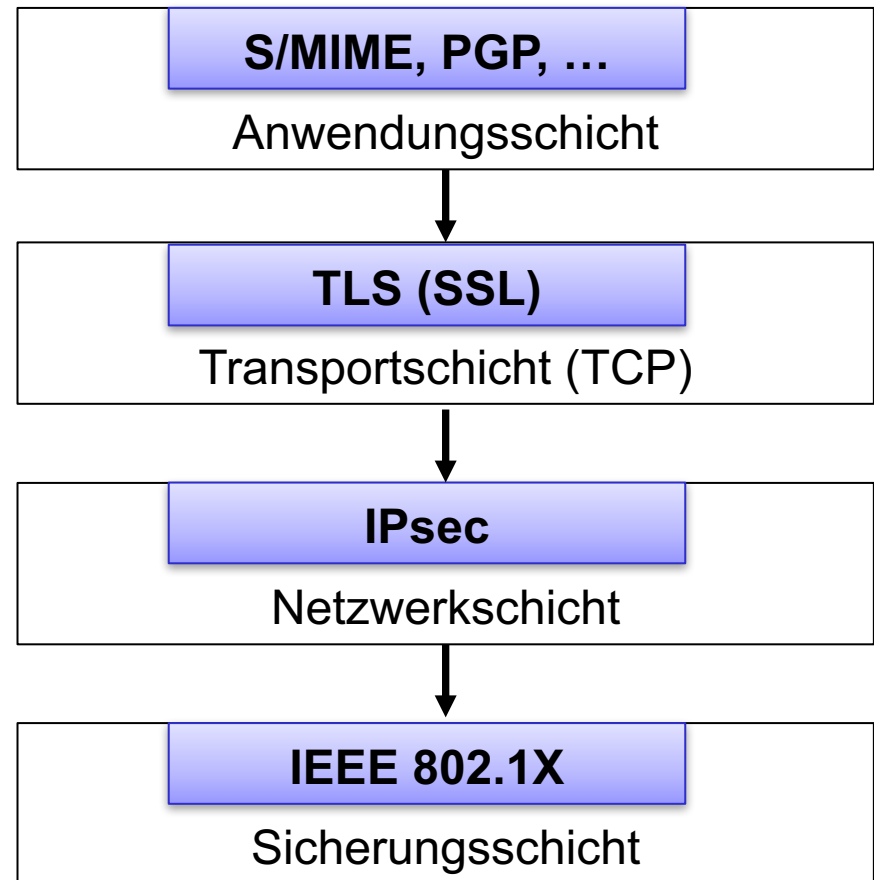 S/MIME, PGP, …
Anwendungsschicht
TLS (SSL)
Transportschicht (TCP)
IPsec
Netzwerkschicht
IEEE 802.1X
Sicherungsschicht